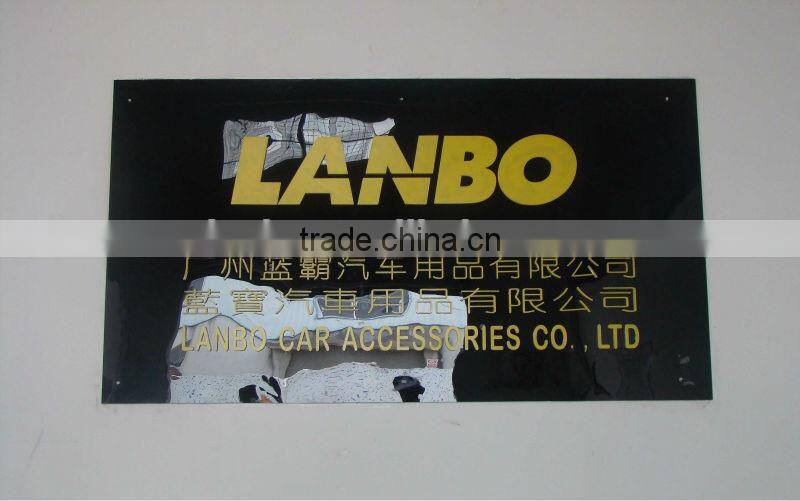 LANBO
trade.china.cn
广州蓝霸汽车用品有限公司
藍寶汽車用品有限公司
LANBO CAR ACCESSORIES CO., LTD